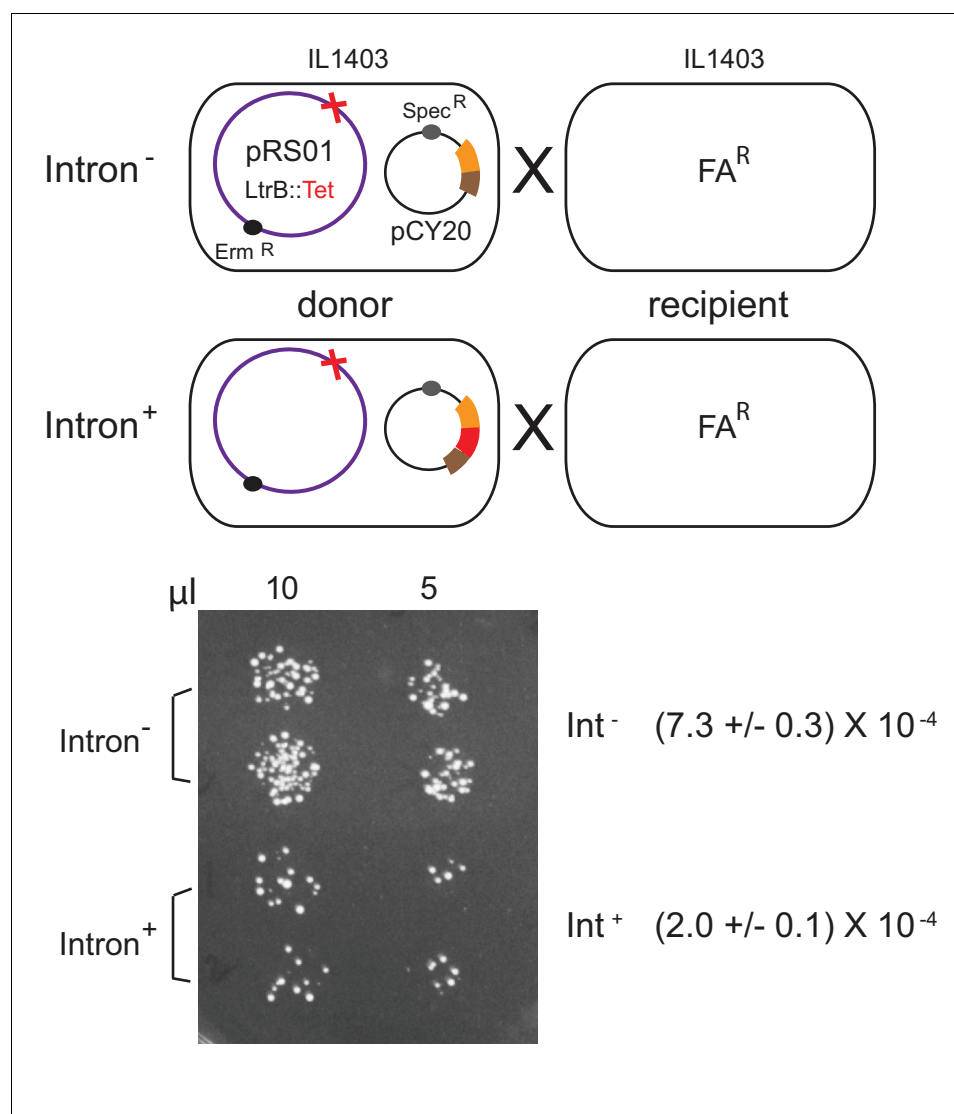 IL1403 IL1403
Intron - pRS01 Spec R X FA R
LtrB::Tet
Erm R pCY20
donor recipient
Intron + X FA R
µl 10 5
Intron - Int - (7.3 +/- 0.3) X 10 -4
Intron + Int + (2.0 +/- 0.1) X 10 -4